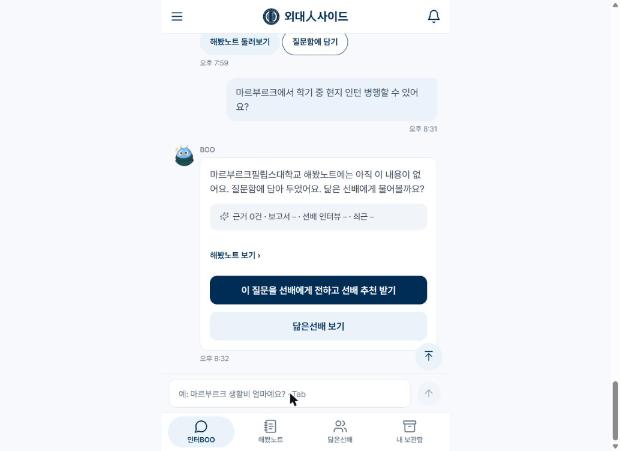 외대人사이드
해봤노트 둘러보기
질문함에 담기
오후 7:59
마르부르크에서 학기 중 현지 인턴 병행할 수 있어
요?
오후 8:31
BOO
마르부르크필립스대학교 해봤노트에는 아직 이 내용이 없
어요. 질문함에 담아 두었어요. 닮은 선배에게 물어볼까요?
근거 0건 · 보고서 – · 선배 인터뷰 – · 최근 –
해봤노트 보기 ›
이 질문을 선배에게 전하고 선배 추천 받기
닮은선배 보기
오후 8:32
예: 마르부르크 생활비 얼마예요? Tab
인터BOO
해봤노트
닮은선배
내 보관함